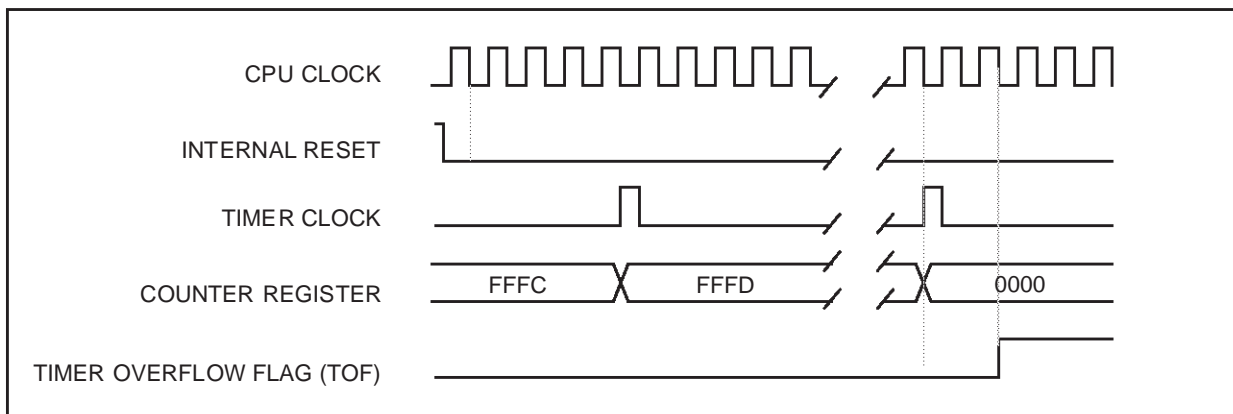 CPU CLOCK
INTERNAL RESET
TIMER CLOCK
COUNTER REGISTER
FFFC
FFFD
0000
TIMER OVERFLOW FLAG (TOF)